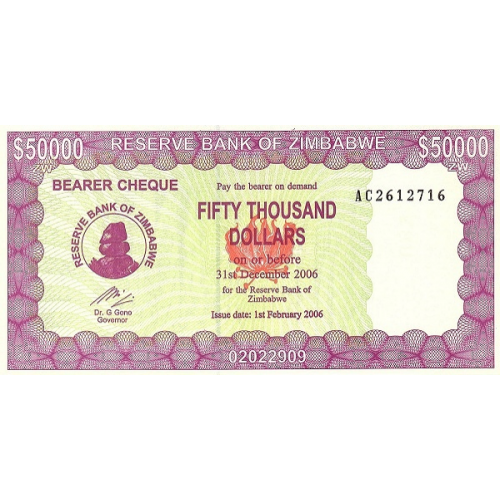 $50000
RESERVE BANK OF ZIMBABWE
$50000
ZW
ZW
BEARER CHEQUE
Pay the bearer on demand
AC2612716
FIFTY THOUSAND
DOLLARS
on or before
31st December 2006
for the Reserve Bank of
Zimbabwe
Issue date: 1st February 2006
RESERVE BANK OF ZIMBABWE
Dr. G Gono
Governor
02022909